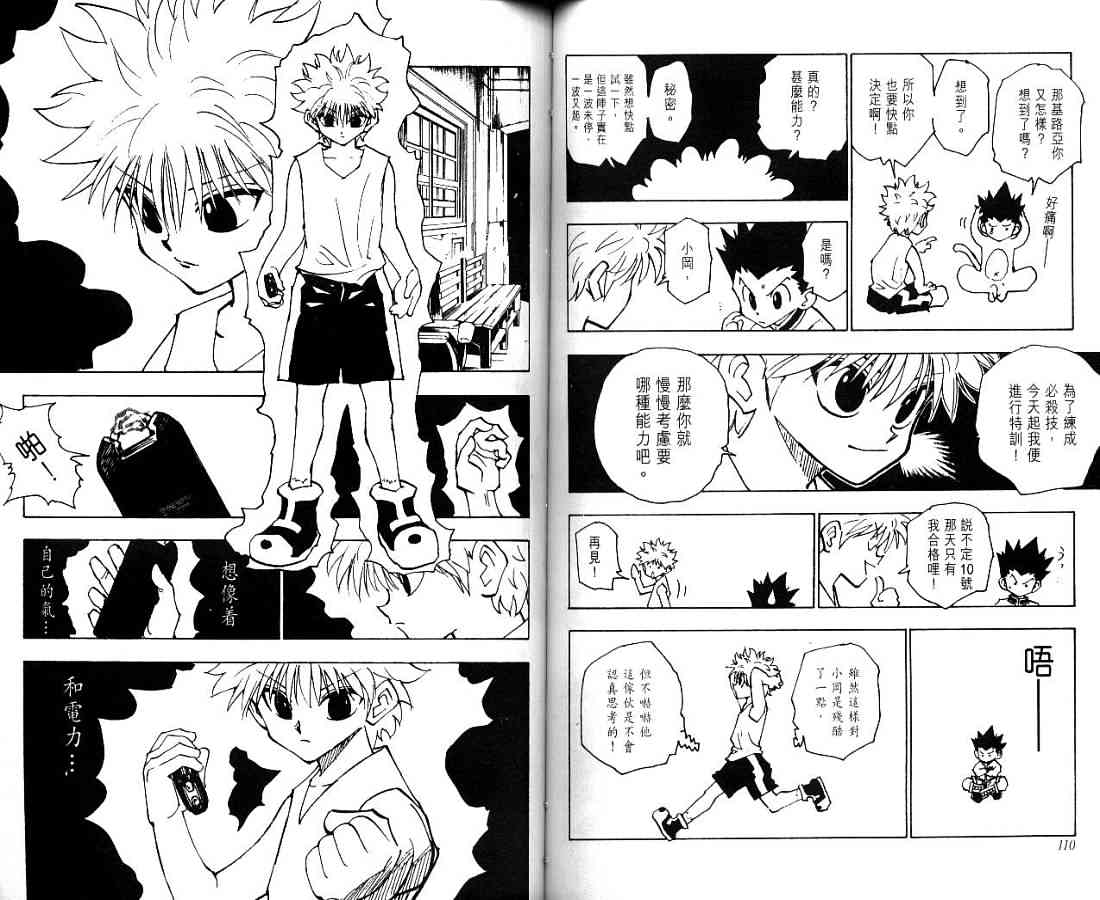 那基路亞你
又怎樣？
想到了嗎？
好痛啊──
想到了。
所以你
也要快點
決定啊！
真的？
甚麼能力？
秘密。
雖然想快點
試一下，
但這陣子實在
是一波未停，
一波又起。
是嗎？
小岡，
為了練成
必殺技，
今天起我便
進行特訓！
那麼你就
慢慢考慮要
哪種能力吧。
說不定10號
那天只有
我合格哩！
再見！
唔──
雖然這樣對
小岡是殘酷
了一點，
但不嚇嚇他
這傢伙是不會
認真思考的！
110
啪！
想像着
自己的氣…
和電力…